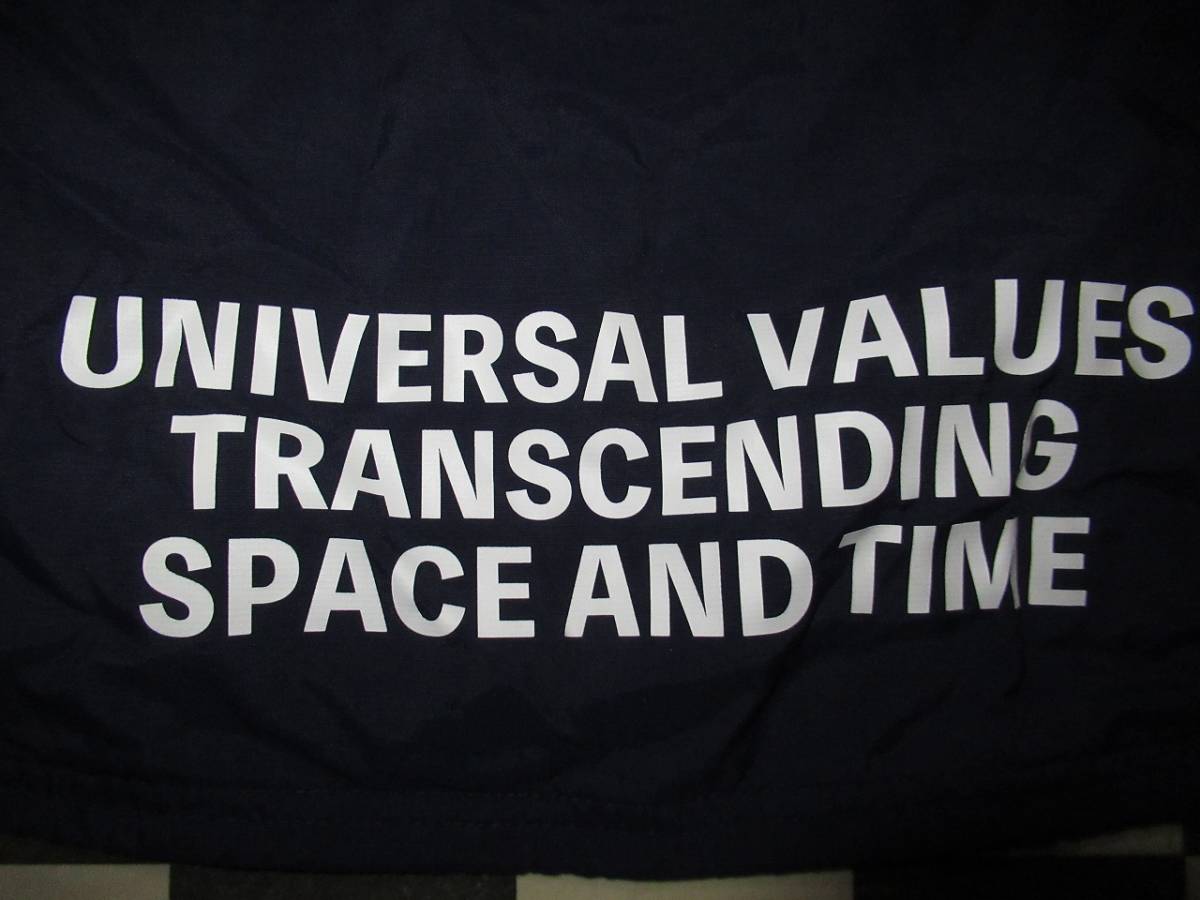 UNIVERSAL VALUES
TRANSCENDING
SPACE AND TIME